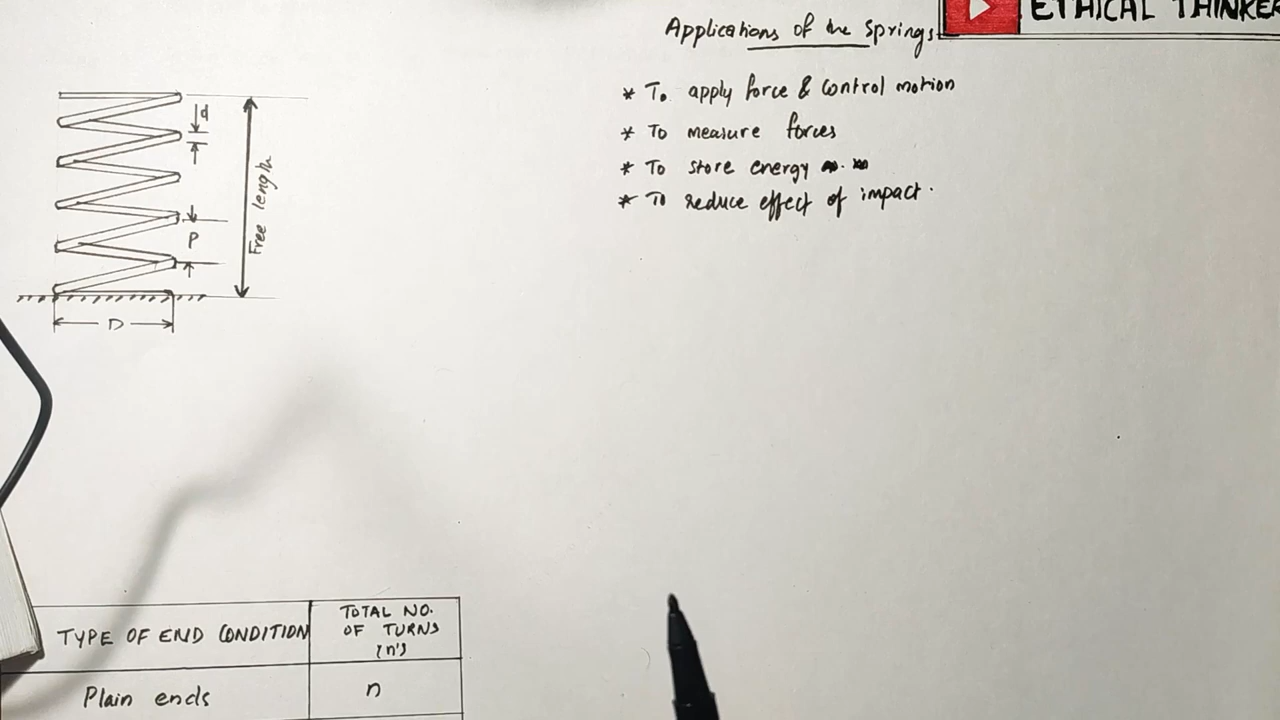 ETHICAL THINKER
Applications of the Springs
* To apply force & Control motion
* To measure forces
* To store energy
* To reduce effect of impact.
d
P
Free length
D
TYPE OF END CONDITION
TOTAL NO.
OF TURNS
(n')
Plain ends
n